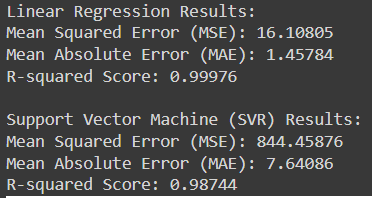 Linear Regression Results:
Mean Squared Error (MSE): 16.10805
Mean Absolute Error (MAE): 1.45784
R-squared Score: 0.99976
Support Vector Machine (SVR) Results:
Mean Squared Error (MSE): 844.45876
Mean Absolute Error (MAE): 7.64086
R-squared Score: 0.98744